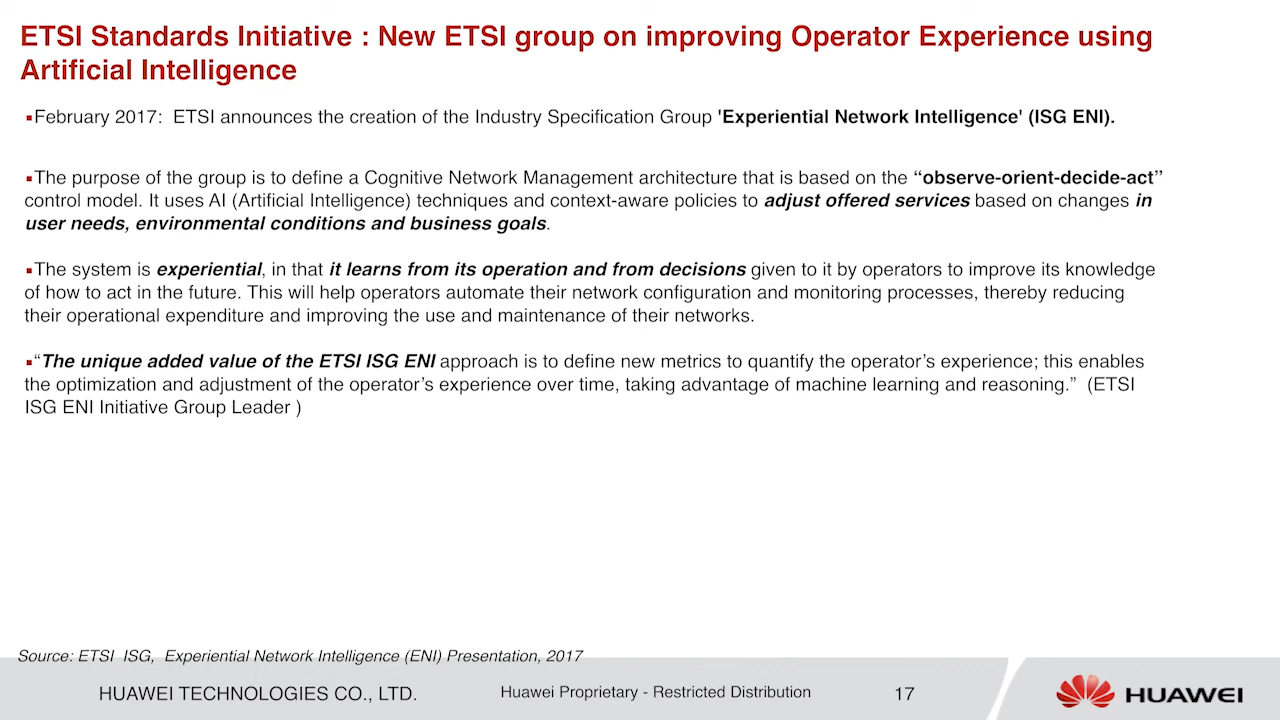 ETSI Standards Initiative : New ETSI group on improving Operator Experience using
Artificial Intelligence
▪February 2017:  ETSI announces the creation of the Industry Specification Group 'Experiential Network Intelligence' (ISG ENI).
▪The purpose of the group is to define a Cognitive Network Management architecture that is based on the “observe-orient-decide-act”
control model. It uses AI (Artificial Intelligence) techniques and context-aware policies to adjust offered services based on changes in
user needs, environmental conditions and business goals.
▪The system is experiential, in that it learns from its operation and from decisions given to it by operators to improve its knowledge
of how to act in the future. This will help operators automate their network configuration and monitoring processes, thereby reducing
their operational expenditure and improving the use and maintenance of their networks.
▪“The unique added value of the ETSI ISG ENI approach is to define new metrics to quantify the operator’s experience; this enables
the optimization and adjustment of the operator’s experience over time, taking advantage of machine learning and reasoning.”  (ETSI
ISG ENI Initiative Group Leader )
Source: ETSI  ISG,  Experiential Network Intelligence (ENI) Presentation, 2017
HUAWEI TECHNOLOGIES CO., LTD.
Huawei Proprietary - Restricted Distribution
17
HUAWEI